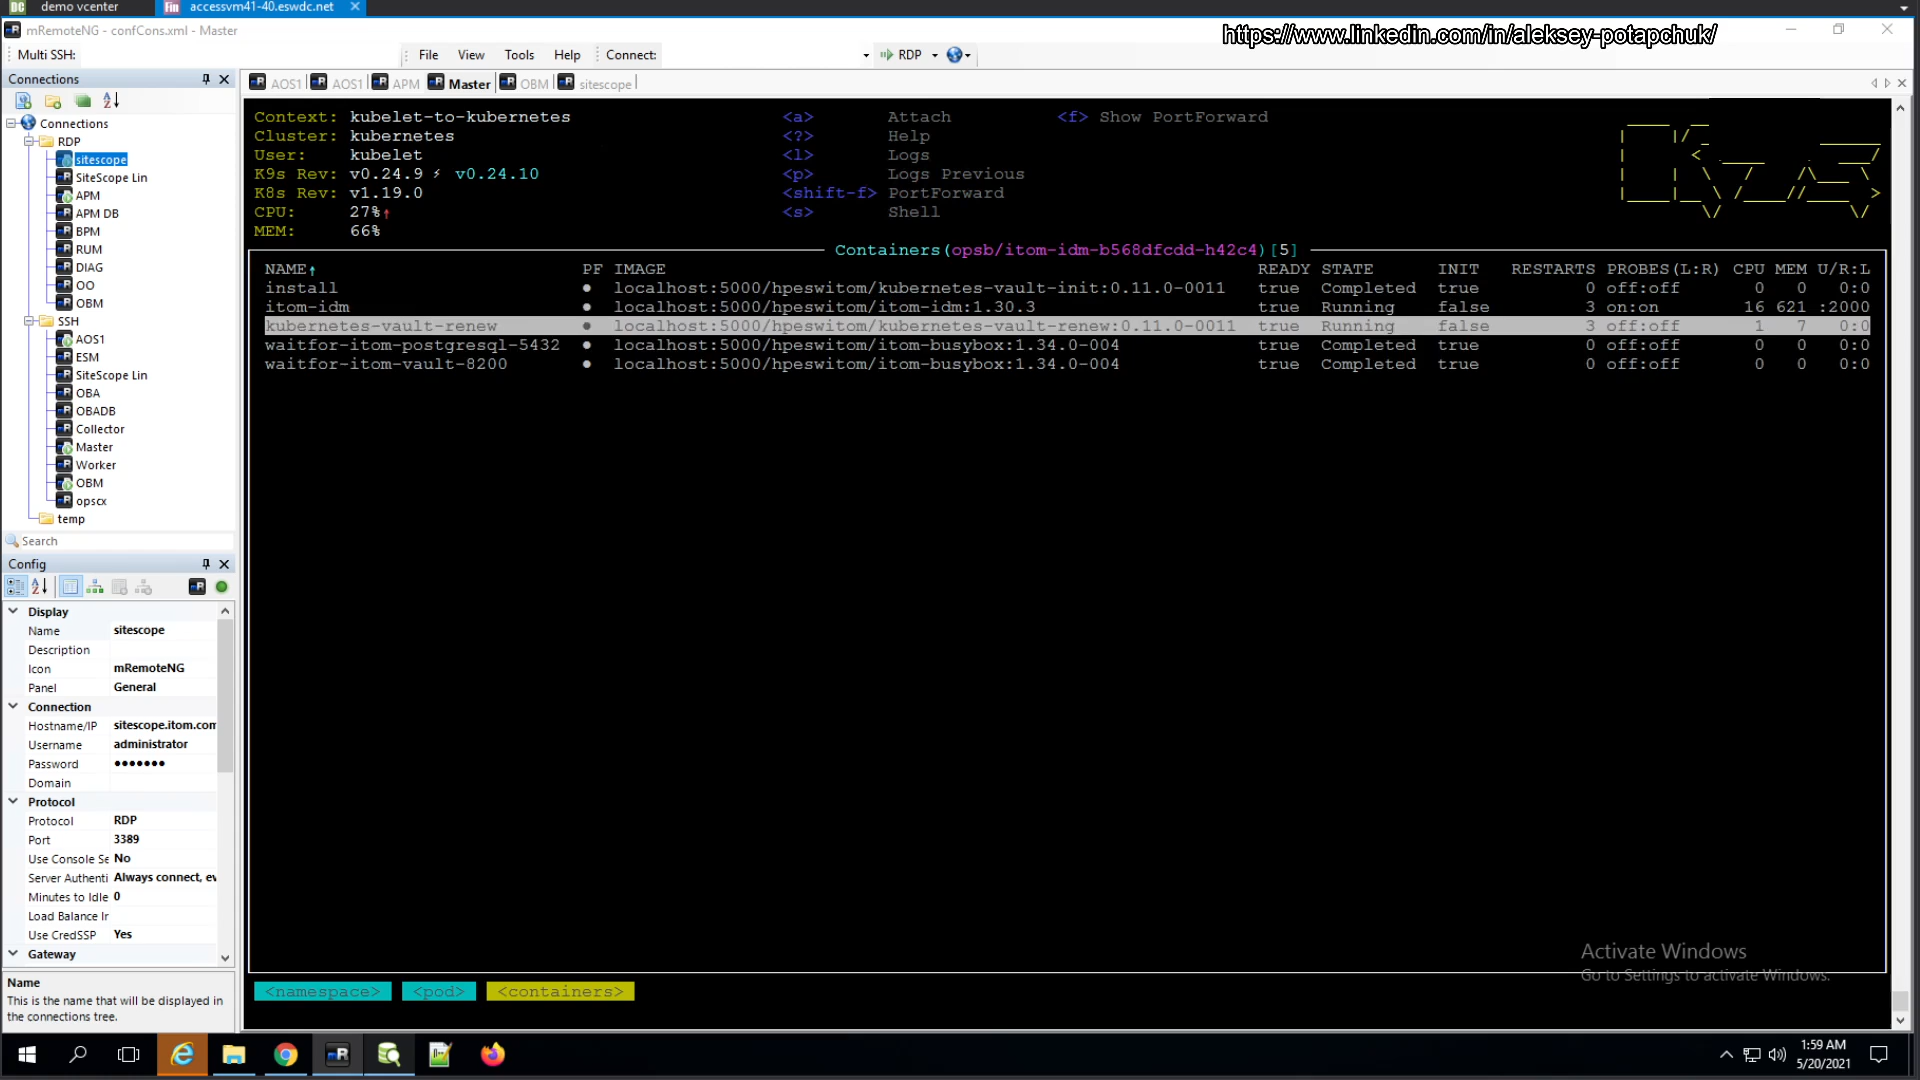 demo vcenter
accessvm41-40.eswdc.net
mRemoteNG - confCons.xml - Master
https://www.linkedin.com/in/aleksey-potapchuk/
Multi SSH:
File View Tools Help Connect: RDP
Connections
AOS1 AOS1 APM Master OBM sitescope
Connections
RDP
sitescope
SiteScope Lin
APM
APM DB
BPM
RUM
DIAG
OO
OBM
SSH
AOS1
ESM
SiteScope Lin
OBA
OBADB
Collector
Master
Worker
OBM
opscx
temp
Search
Config
Display
Name sitescope
Description
Icon mRemoteNG
Panel General
Connection
Hostname/IP sitescope.itom.com
Username administrator
Password •••••••
Domain
Protocol
Protocol RDP
Port 3389
Use Console Se No
Server Authenti Always connect, ev
Minutes to Idle 0
Load Balance Ir
Use CredSSP Yes
Gateway
Name
This is the name that will be displayed in
the connections tree.
Context: kubelet-to-kubernetes <a> Attach <f> Show PortForward
Cluster: kubernetes <?> Help
User: kubelet <l> Logs
K9s Rev: v0.24.9 ⚡ v0.24.10 <p> Logs Previous
K8s Rev: v1.19.0 <shift-f> PortForward
CPU: 27%↑ <s> Shell
MEM: 66%
Containers(opsb/itom-idm-b568dfcdd-h42c4)[5]
NAME↑ PF IMAGE READY STATE INIT RESTARTS PROBES(L:R) CPU MEM U/R:L
install ● localhost:5000/hpeswitom/kubernetes-vault-init:0.11.0-0011 true Completed true 0 off:off 0 0 0:0
itom-idm ● localhost:5000/hpeswitom/itom-idm:1.30.3 true Running false 3 on:on 16 621 :2000
kubernetes-vault-renew ● localhost:5000/hpeswitom/kubernetes-vault-renew:0.11.0-0011 true Running false 3 off:off 1 7 0:0
waitfor-itom-postgresql-5432 ● localhost:5000/hpeswitom/itom-busybox:1.34.0-004 true Completed true 0 off:off 0 0 0:0
waitfor-itom-vault-8200 ● localhost:5000/hpeswitom/itom-busybox:1.34.0-004 true Completed true 0 off:off 0 0 0:0
Activate Windows
Go to Settings to activate Windows.
<namespace> <pod> <containers>
1:59 AM
5/20/2021